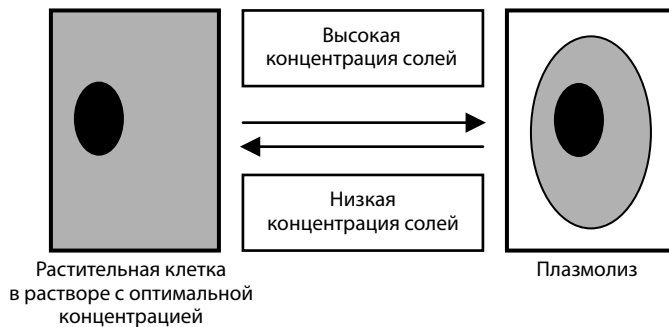 Высокая
концентрация солей
Низкая
концентрация солей
Растительная клетка
в растворе с оптимальной
концентрацией
Плазмолиз